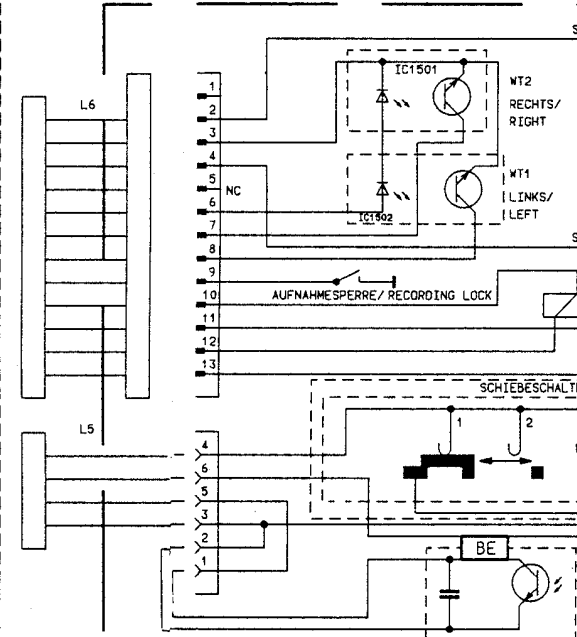 L6
1
2
3
4
5
NC
6
7
8
9
10
11
12
13
IC1501
WT2
RECHTS/
RIGHT
WT1
LINKS/
LEFT
IC1502
AUFNAHMESPERRE/ RECORDING LOCK
SCHIEBESCHALT
1
2
L5
4
6
5
3
2
1
BE